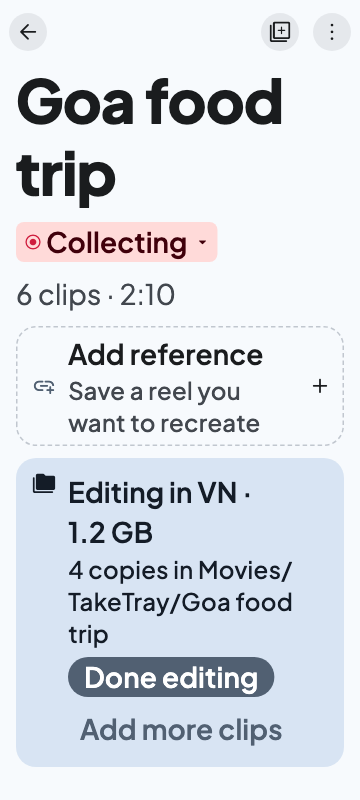 Goa food
trip
Collecting
6 clips · 2:10
Add reference
Save a reel you
want to recreate
Editing in VN ·
1.2 GB
4 copies in Movies/
TakeTray/Goa food
trip
Done editing
Add more clips